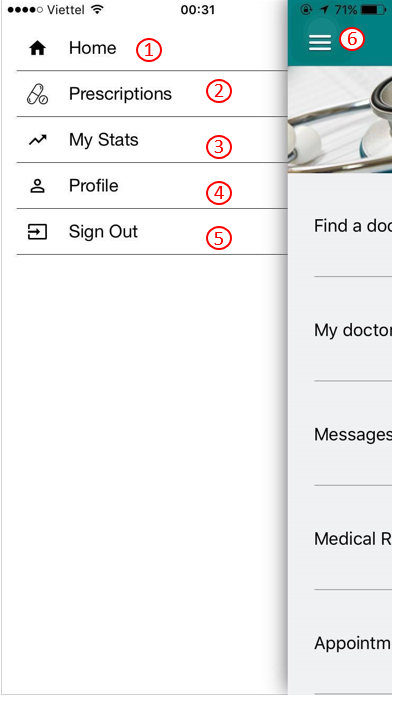 Viettel 00:31 71%
Home 1
6
Prescriptions 2
My Stats 3
Profile 4
Sign Out 5
Find a doc
My doctor
Messages
Medical R
Appointm